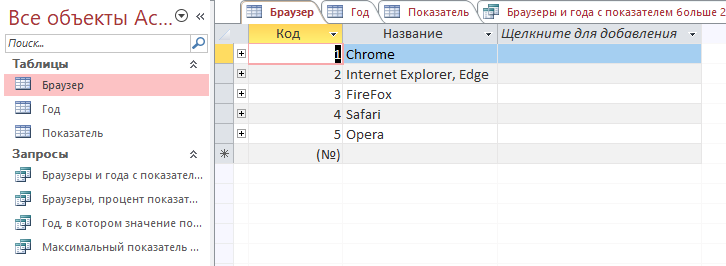 Все объекты Ac...
Поиск...
Таблицы
Браузер
Год
Показатель
Запросы
Браузеры и года с показател...
Браузеры, процент показат...
Год, в котором значение по...
Максимальный показатель ...
Браузер Год Показатель Браузеры и года с показателем больше 2
Код Название Щелкните для добавления
1 Chrome
2 Internet Explorer, Edge
3 FireFox
4 Safari
5 Opera
(№)